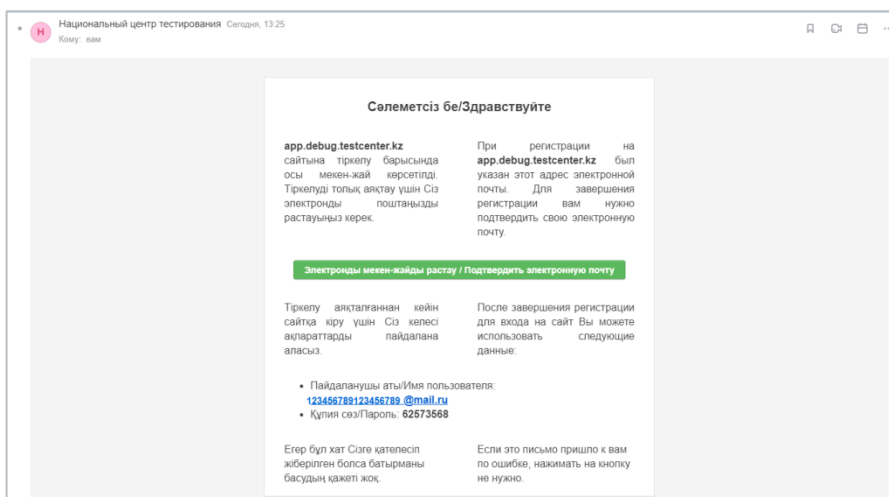 Н
Национальный центр тестирования Сегодня, 13:25
Кому: вам
Сәлеметсіз бе/Здравствуйте
app.debug.testcenter.kz
сайтына тіркелу барысында
осы мекен-жай көрсетілді.
Тіркелуді толық аяқтау үшін Сіз
электронды поштаңызды
растауыңыз керек.
При регистрации на
app.debug.testcenter.kz был
указан этот адрес электронной
почты. Для завершения
регистрации вам нужно
подтвердить свою электронную
почту.
Электронды мекен-жайды растау / Подтвердить электронную почту
Тіркелу аяқталғаннан кейін
сайтқа кіру үшін Сіз келесі
ақпараттарды пайдалана
аласыз.
После завершения регистрации
для входа на сайт Вы можете
использовать следующие
данные:
• Пайдаланушы аты/Имя пользователя:
123456789123456789 @mail.ru
• Құпия сөз/Пароль: 62573568
Егер бұл хат Сізге қателесіп
жіберілген болса батырманы
басудың қажеті жоқ.
Если это письмо пришло к вам
по ошибке, нажимать на кнопку
не нужно.